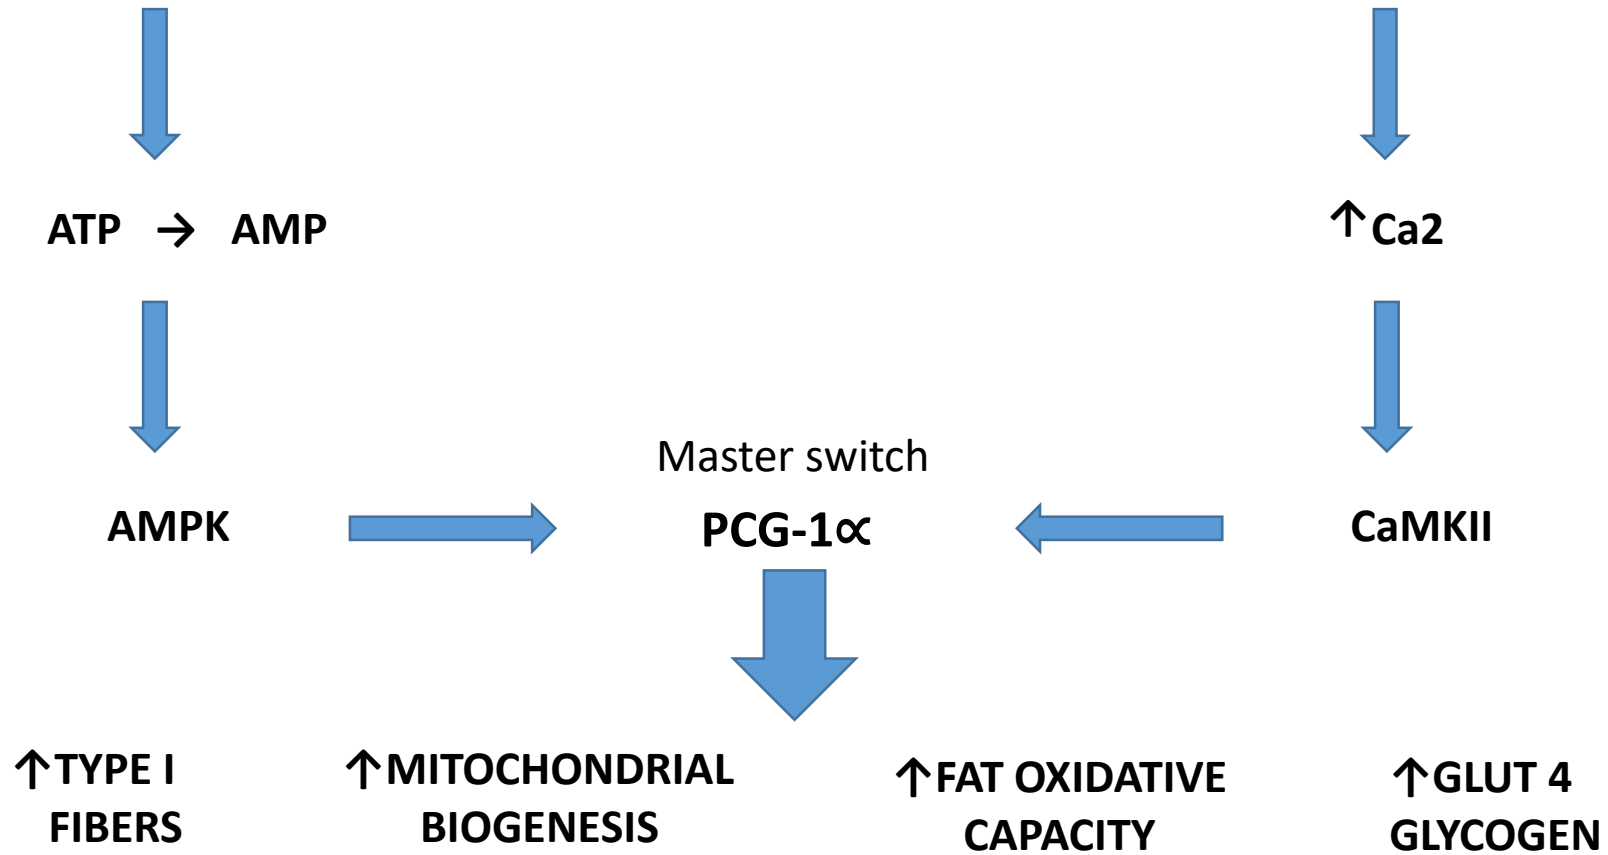 ATP → AMP
↑Ca2
Master switch
AMPK
PCG-1∝
CaMKII
↑TYPE I
FIBERS
↑MITOCHONDRIAL
BIOGENESIS
↑FAT OXIDATIVE
CAPACITY
↑GLUT 4
GLYCOGEN